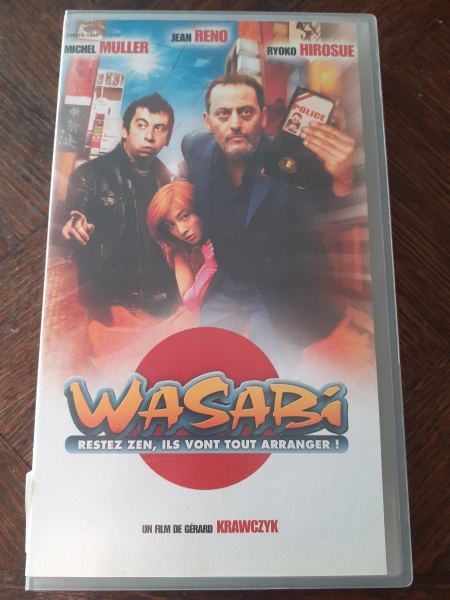 MICHEL MULLER
JEAN RENO
RYOKO HIROSUE
POLICE
WASABi
RESTEZ ZEN, ILS VONT TOUT ARRANGER !
UN FILM DE GÉRARD KRAWCZYK